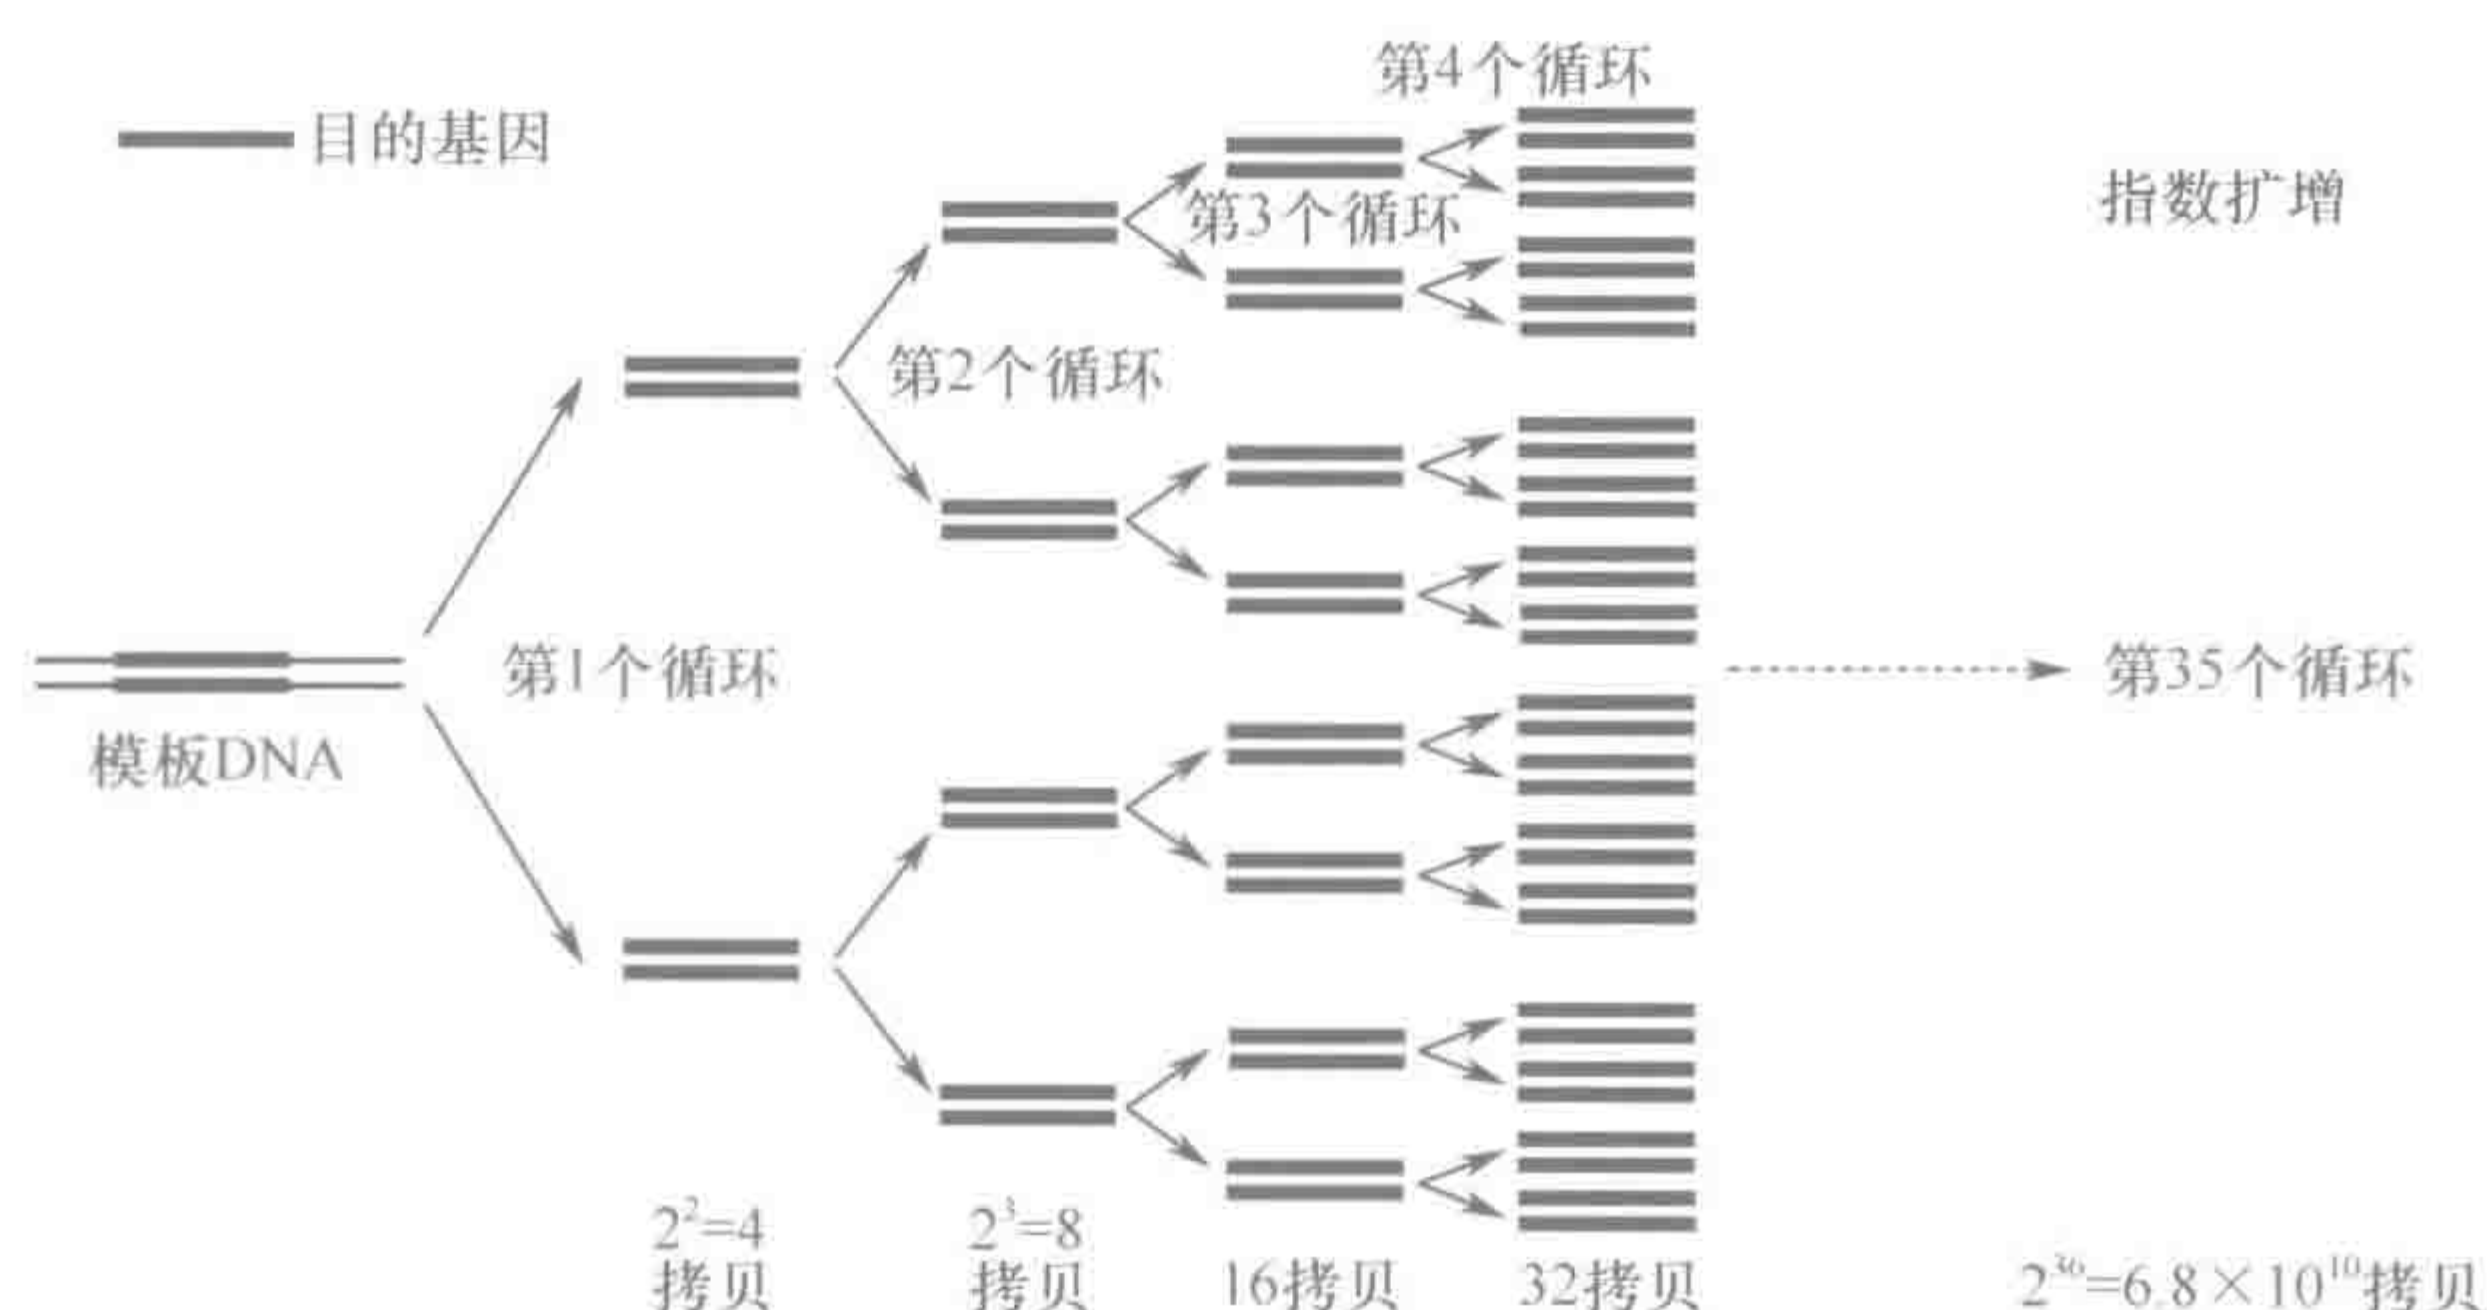 第4个循环
目的基因
指数扩增
第3个循环
第2个循环
第1个循环
第35个循环
模板DNA
2²=4
拷贝
2³=8
拷贝
16拷贝
32拷贝
2³⁶=6.8×10¹⁰拷贝